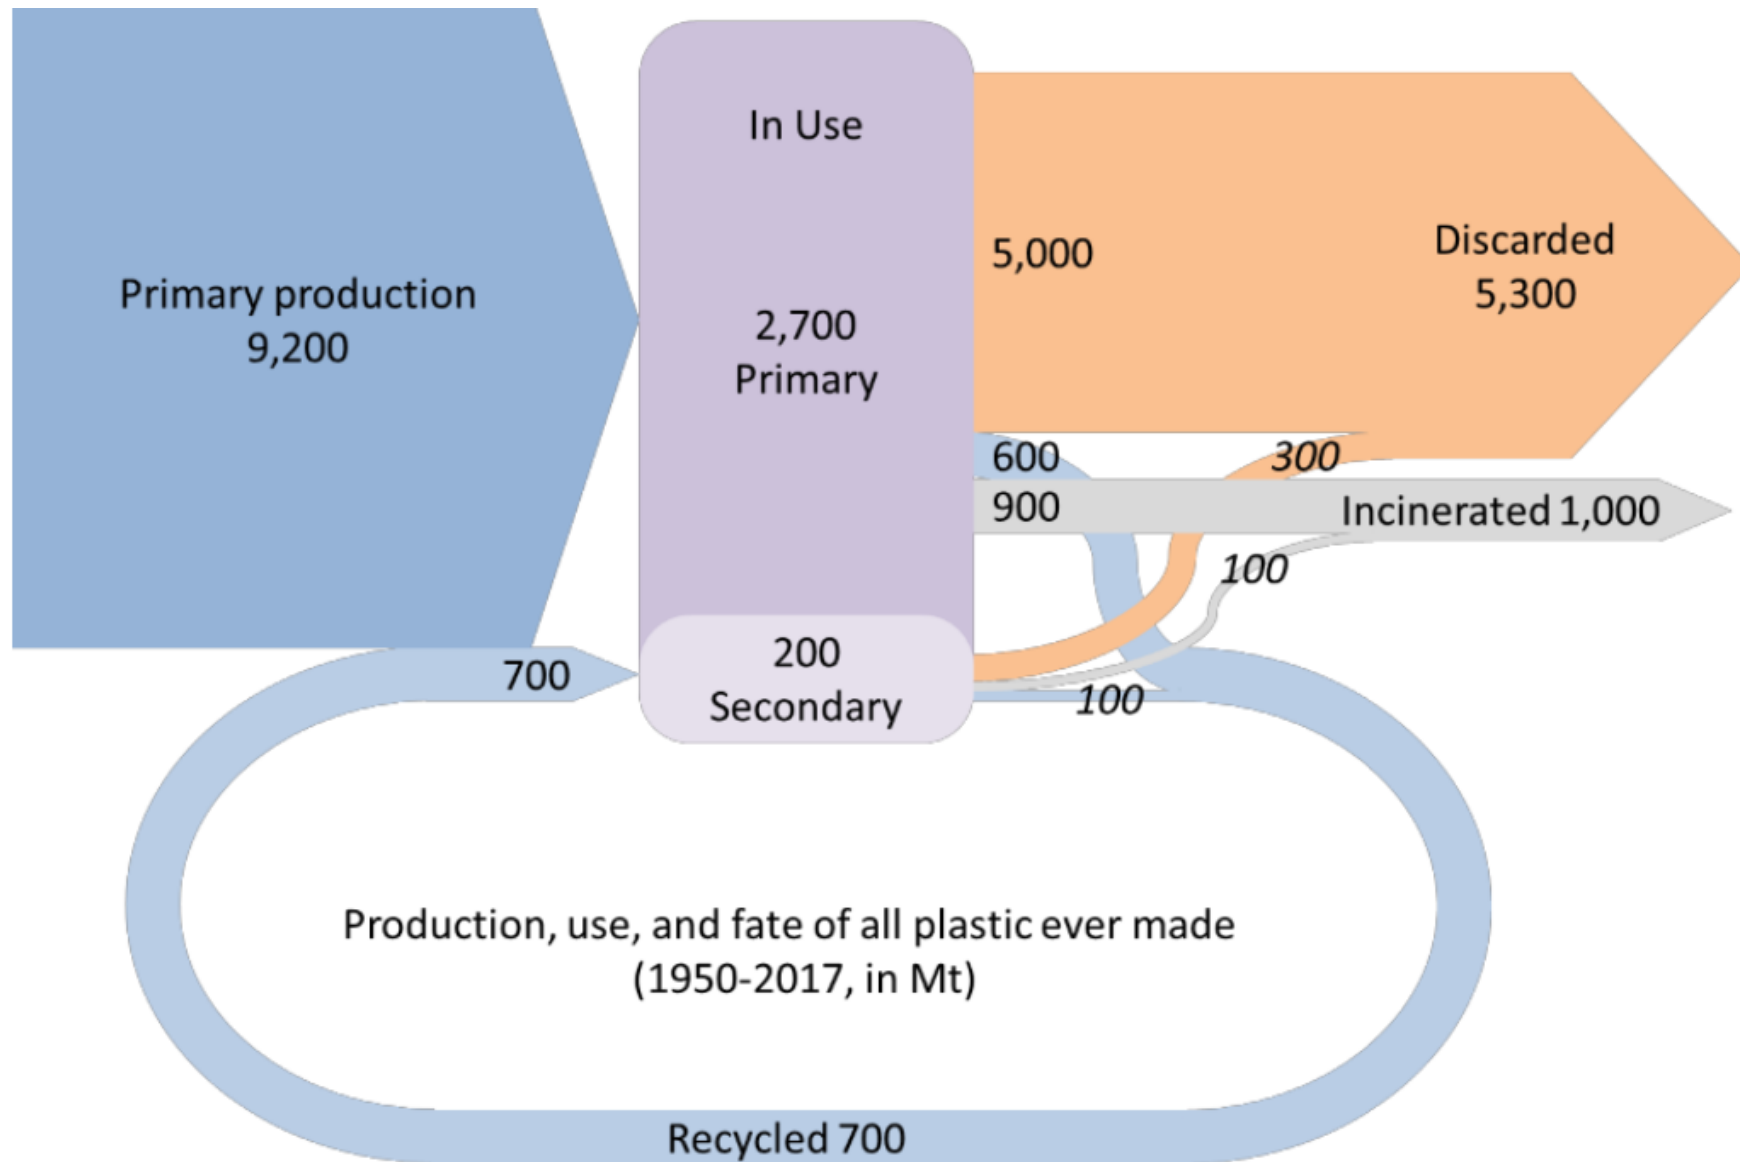 Primary production
9,200
In Use
2,700
Primary
200
Secondary
5,000
Discarded
5,300
600
300
900
Incinerated 1,000
100
100
700
Production, use, and fate of all plastic ever made
(1950-2017, in Mt)
Recycled 700